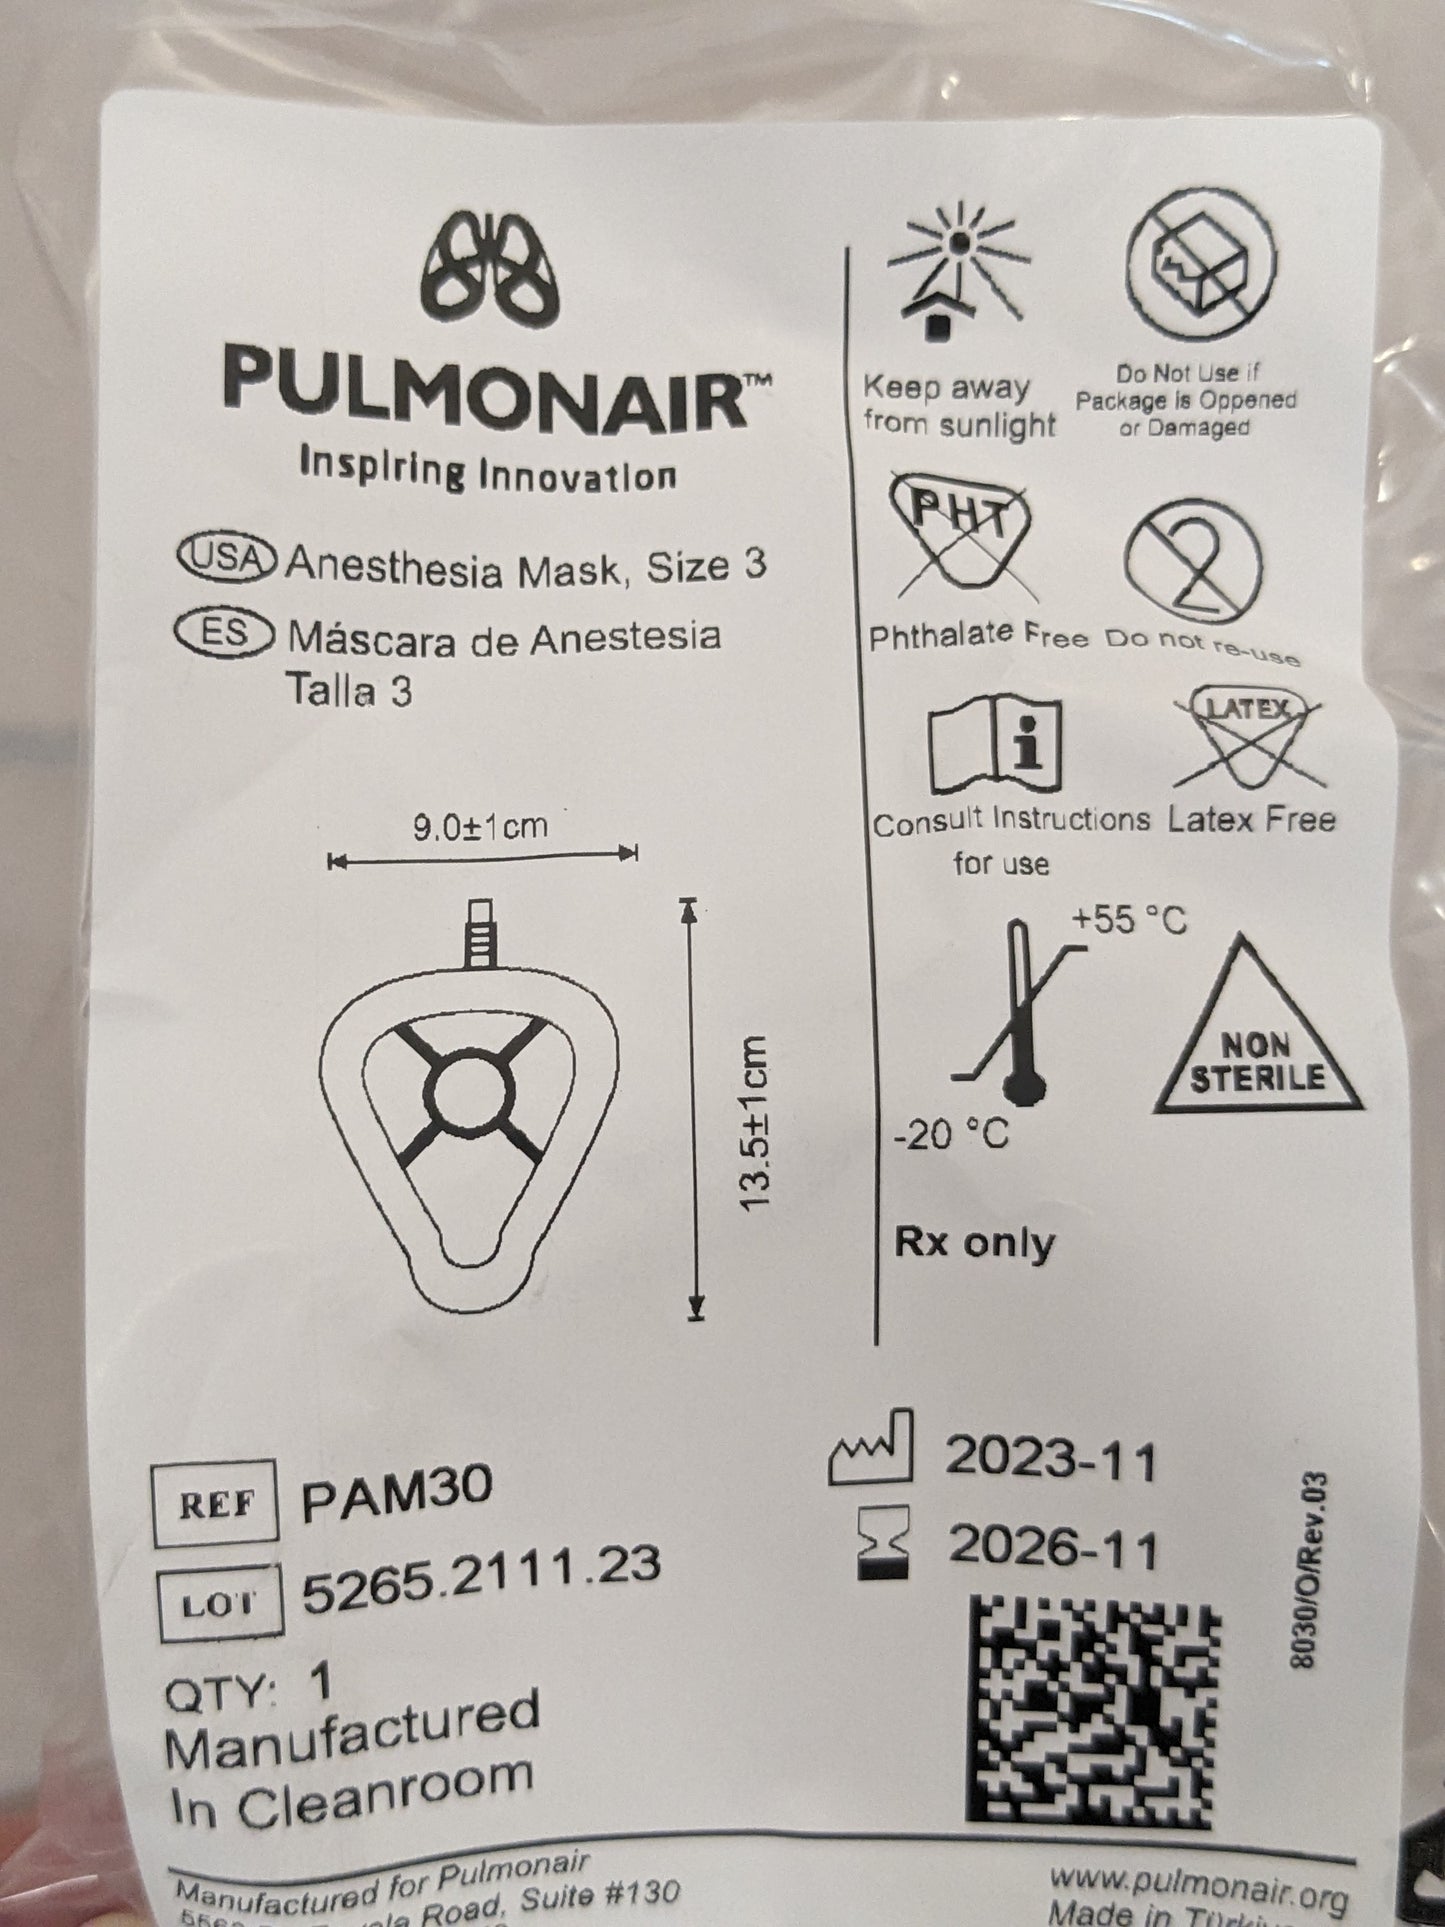 PULMONAIR™
Inspiring Innovation
USA Anesthesia Mask, Size 3
ES Máscara de Anestesia
Talla 3
9.0±1cm
13.5±1cm
Keep away
from sunlight
Do Not Use if
Package is Oppened
or Damaged
PHT
Phthalate Free
2
Do not re-use
i
Consult Instructions
for use
LATEX
Latex Free
+55 °C
-20 °C
NON
STERILE
Rx only
REF PAM30
LOT 5265.2111.23
QTY: 1
Manufactured
In Cleanroom
2023-11
2026-11
8030/O/Rev.03
Manufactured for Pulmonair
Road, Suite #130
www.pulmonair.org
Made in